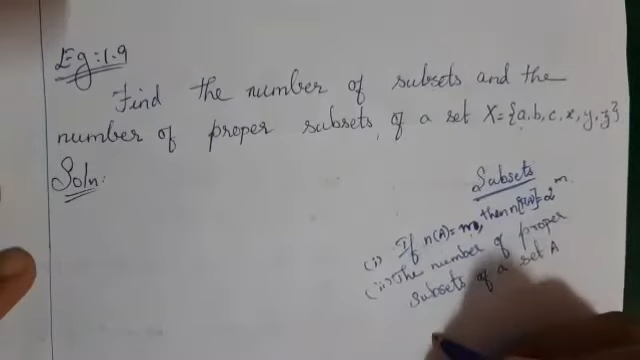 Eg:1.9
Find the number of subsets and the
number of proper subsets of a set X={a,b,c,x,y,z}
Soln:
Subsets
(i) If n(A)=m, then n[P(A)]=2^m.
(ii) The number of proper
subsets of a set A